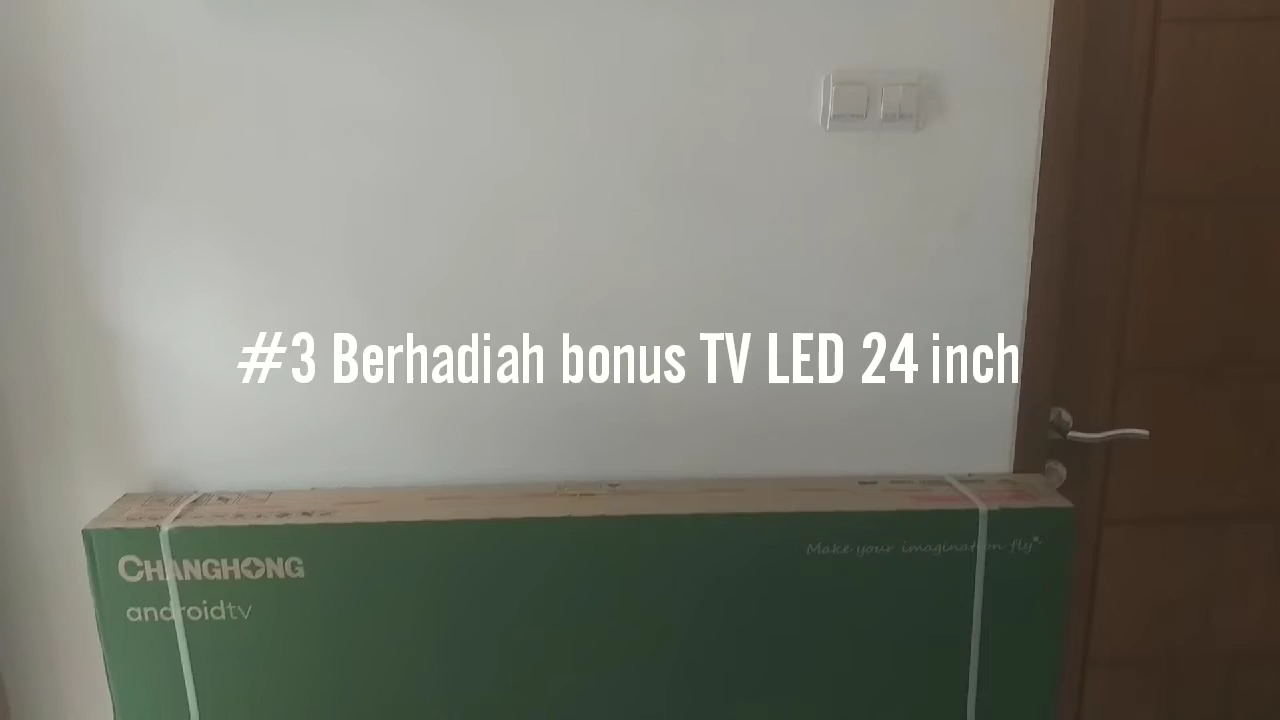 #3 Berhadiah bonus TV LED 24 inch
CHANGHONG
Make your imagination fly
androidtv